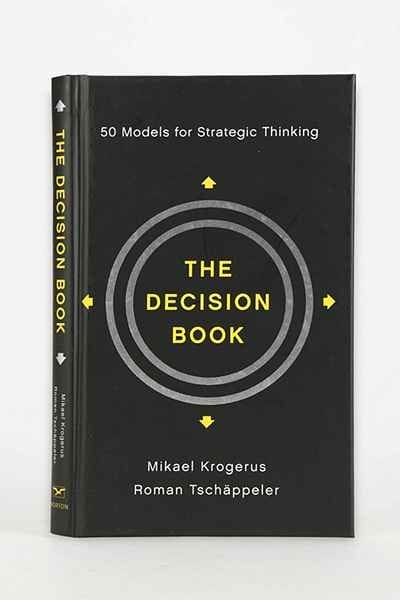 50 Models for Strategic Thinking
THE
DECISION
BOOK
Mikael Krogerus
Roman Tschäppeler
THE DECISION BOOK
Mikael Krogerus
Roman Tschäppeler
NORTON